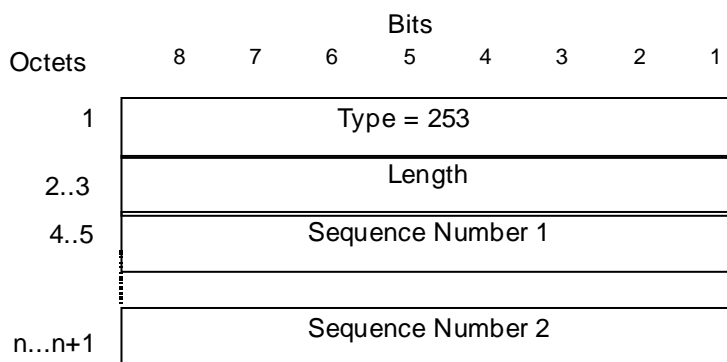 Bits
Octets 8 7 6 5 4 3 2 1
1 Type = 253
2..3 Length
4..5 Sequence Number 1
n...n+1 Sequence Number 2